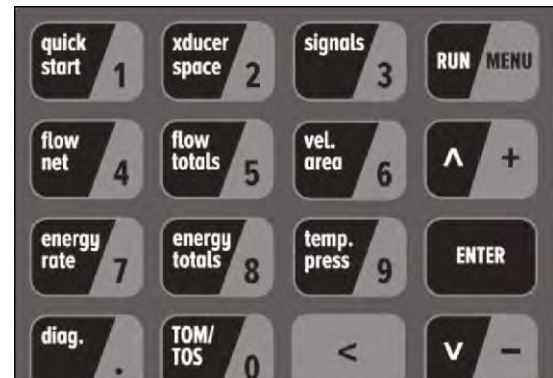 quick
start 1
xducer
space 2
signals
3
RUN MENU
flow
net 4
flow
totals 5
vel.
area 6
^ +
energy
rate 7
energy
totals 8
temp.
press 9
ENTER
diag.
.
TOM/
TOS 0
<
v −